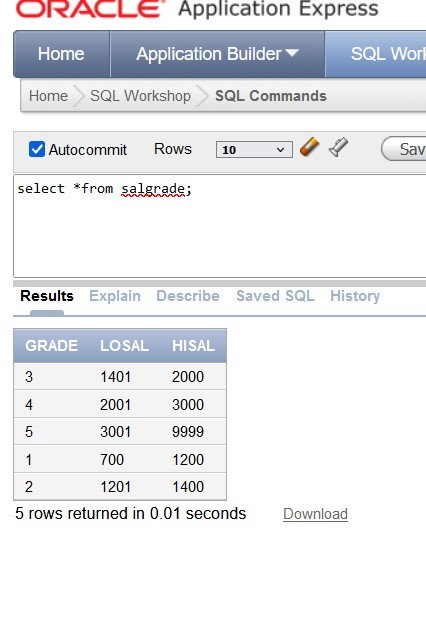 ORACLE Application Express
Home Application Builder SQL Work
Home SQL Workshop SQL Commands
Autocommit Rows 10 Sav
select *from salgrade;
Results Explain Describe Saved SQL History
GRADE LOSAL HISAL
3 1401 2000
4 2001 3000
5 3001 9999
1 700 1200
2 1201 1400
5 rows returned in 0.01 seconds Download